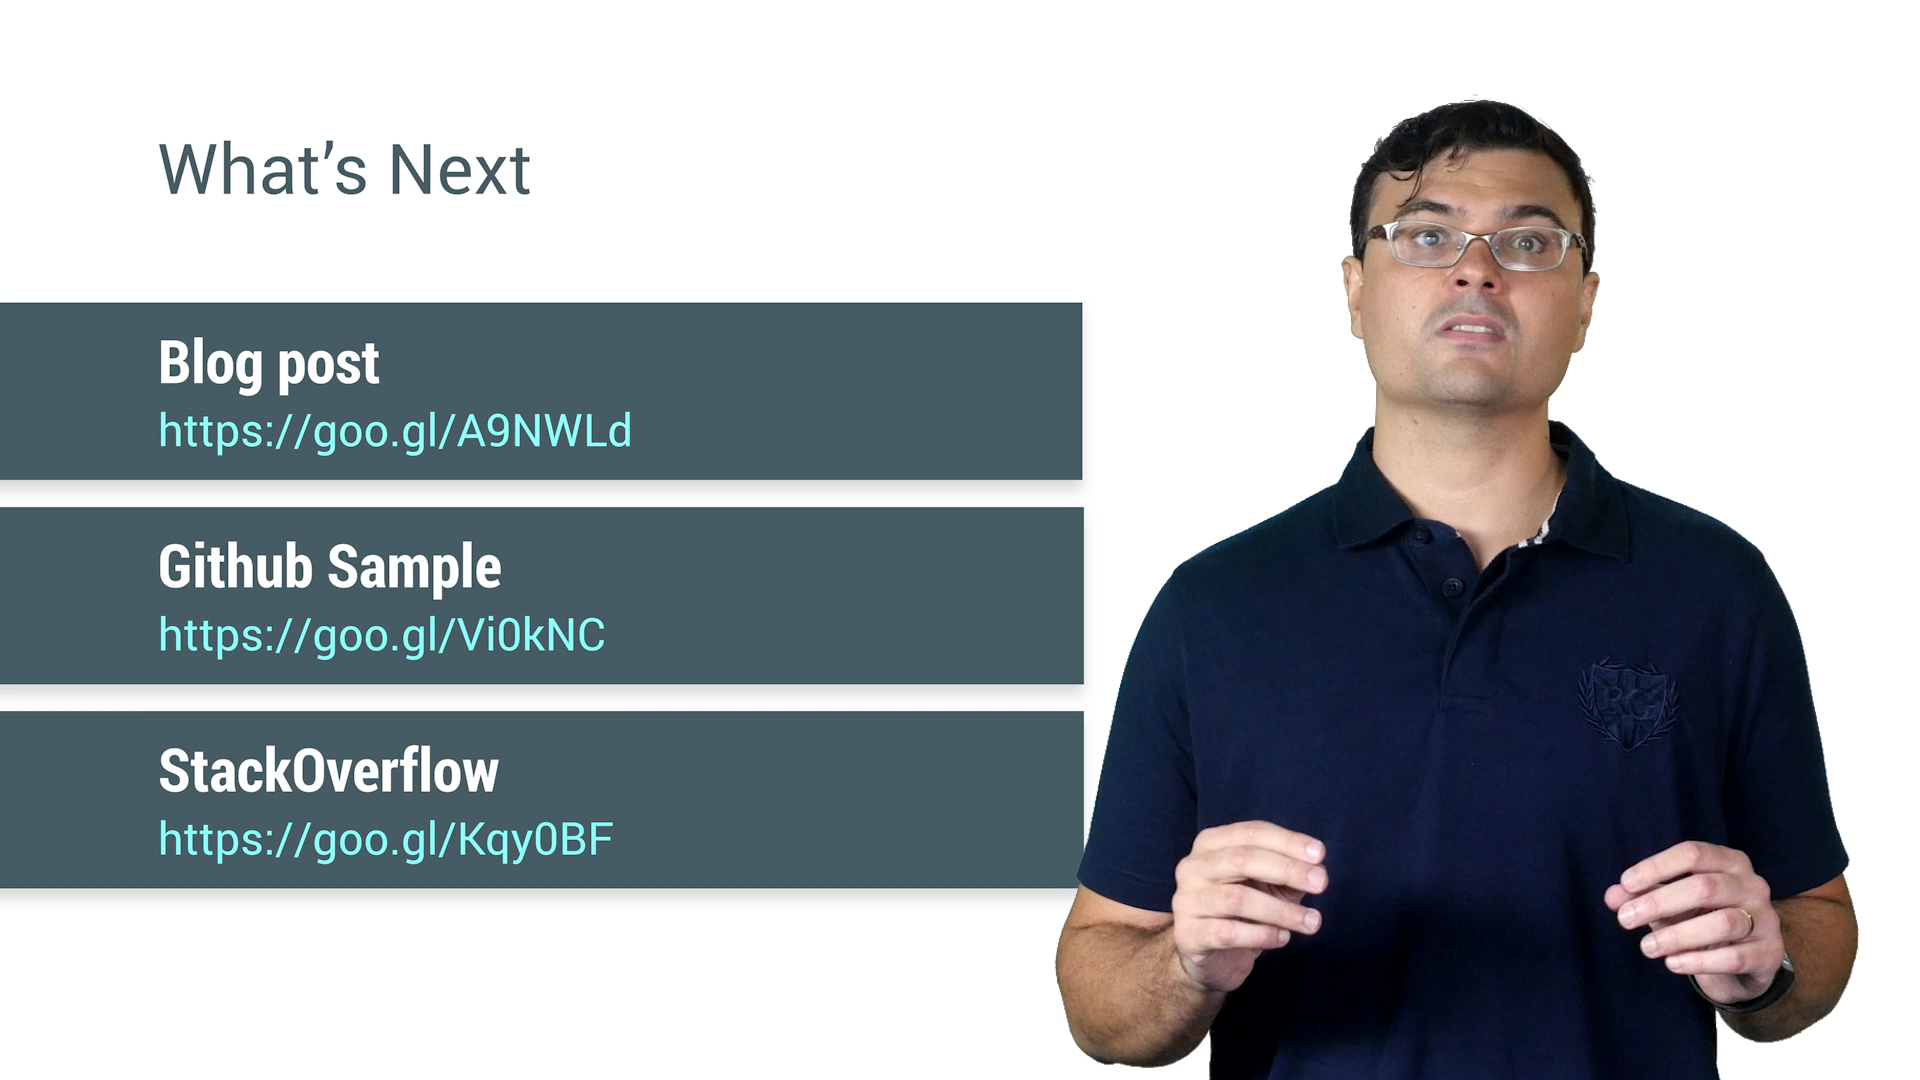 What’s Next
Blog post
https://goo.gl/A9NWLd
Github Sample
https://goo.gl/Vi0kNC
StackOverflow
https://goo.gl/Kqy0BF